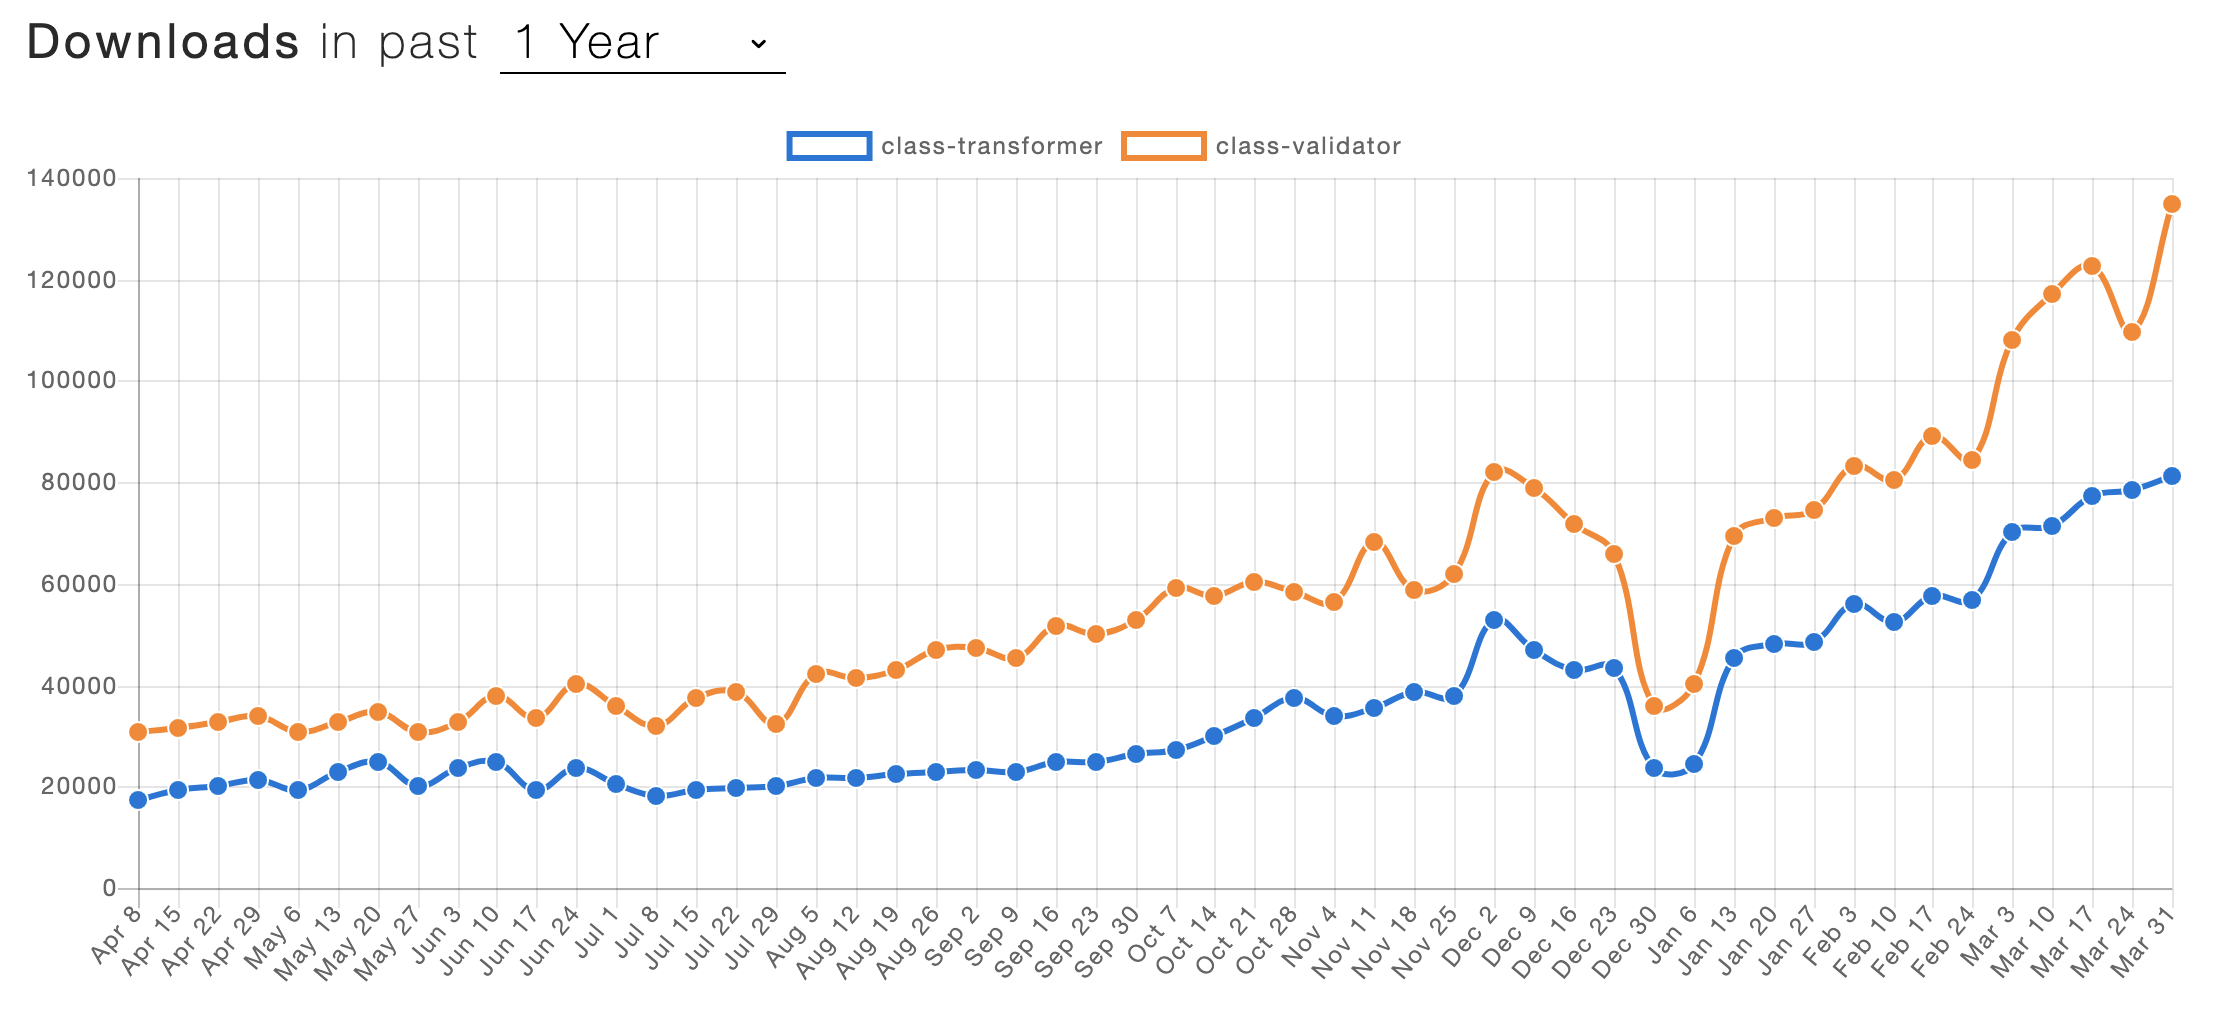 Downloads in past 1 Year
class-transformer class-validator
140000
120000
100000
80000
60000
40000
20000
0
Apr 8 Apr 15 Apr 22 Apr 29 May 6 May 13 May 20 May 27 Jun 3 Jun 10 Jun 17 Jun 24 Jul 1 Jul 8 Jul 15 Jul 22 Jul 29 Aug 5 Aug 12 Aug 19 Aug 26 Sep 2 Sep 9 Sep 16 Sep 23 Sep 30 Oct 7 Oct 14 Oct 21 Oct 28 Nov 4 Nov 11 Nov 18 Nov 25 Dec 2 Dec 9 Dec 16 Dec 23 Dec 30 Jan 6 Jan 13 Jan 20 Jan 27 Feb 3 Feb 10 Feb 17 Feb 24 Mar 3 Mar 10 Mar 17 Mar 24 Mar 31